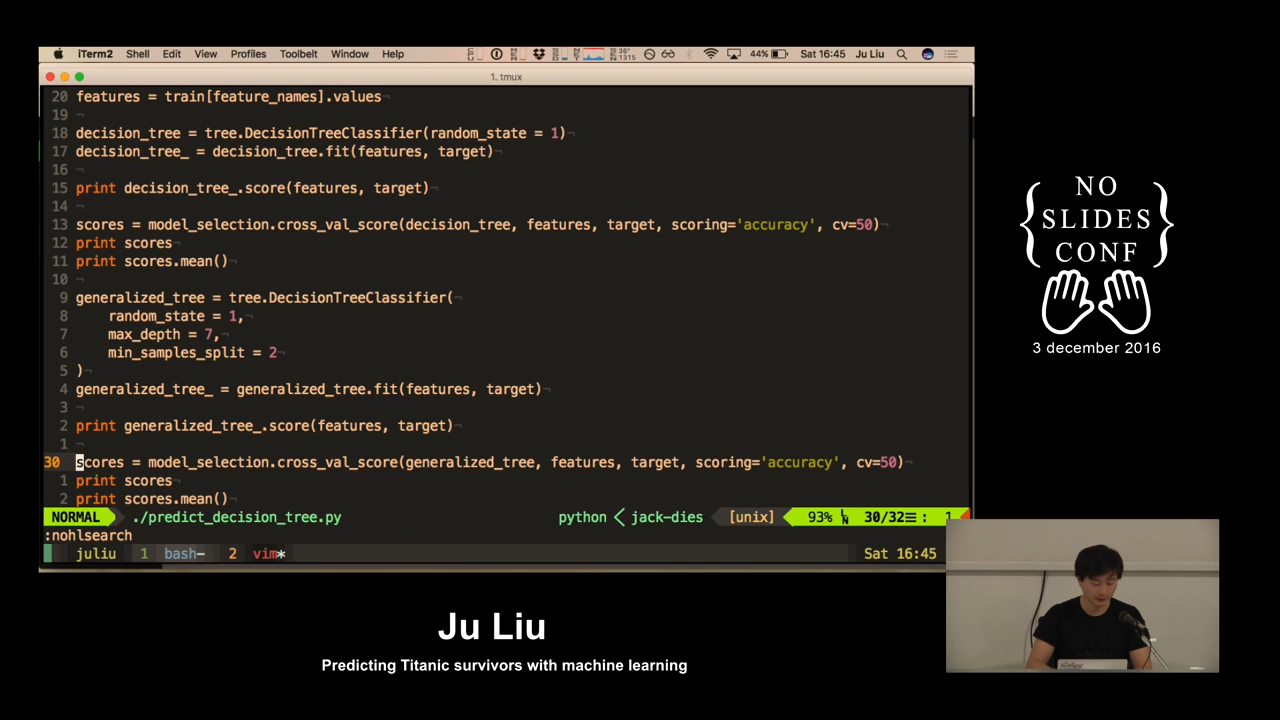 iTerm2 Shell Edit View Profiles Toolbelt Window Help 44% Sat 16:45 Ju Liu
1. tmux
20 features = train[feature_names].values¬
19 ¬
18 decision_tree = tree.DecisionTreeClassifier(random_state = 1)¬
17 decision_tree_ = decision_tree.fit(features, target)¬
16 ¬
15 print decision_tree_.score(features, target)¬
14 ¬
13 scores = model_selection.cross_val_score(decision_tree, features, target, scoring='accuracy', cv=50)¬
12 print scores¬
11 print scores.mean()¬
10 ¬
9 generalized_tree = tree.DecisionTreeClassifier(¬
8 random_state = 1,¬
7 max_depth = 7,¬
6 min_samples_split = 2¬
5 )¬
4 generalized_tree_ = generalized_tree.fit(features, target)¬
3 ¬
2 print generalized_tree_.score(features, target)¬
1 ¬
30 scores = model_selection.cross_val_score(generalized_tree, features, target, scoring='accuracy', cv=50)¬
1 print scores¬
2 print scores.mean()¬
NORMAL ./predict_decision_tree.py python < jack-dies [unix] 93% 30/32 : 1
:nohlsearch
juliu 1 bash- 2 vim* Sat 16:45
{ NO
SLIDES
CONF }
3 december 2016
Ju Liu
Predicting Titanic survivors with machine learning